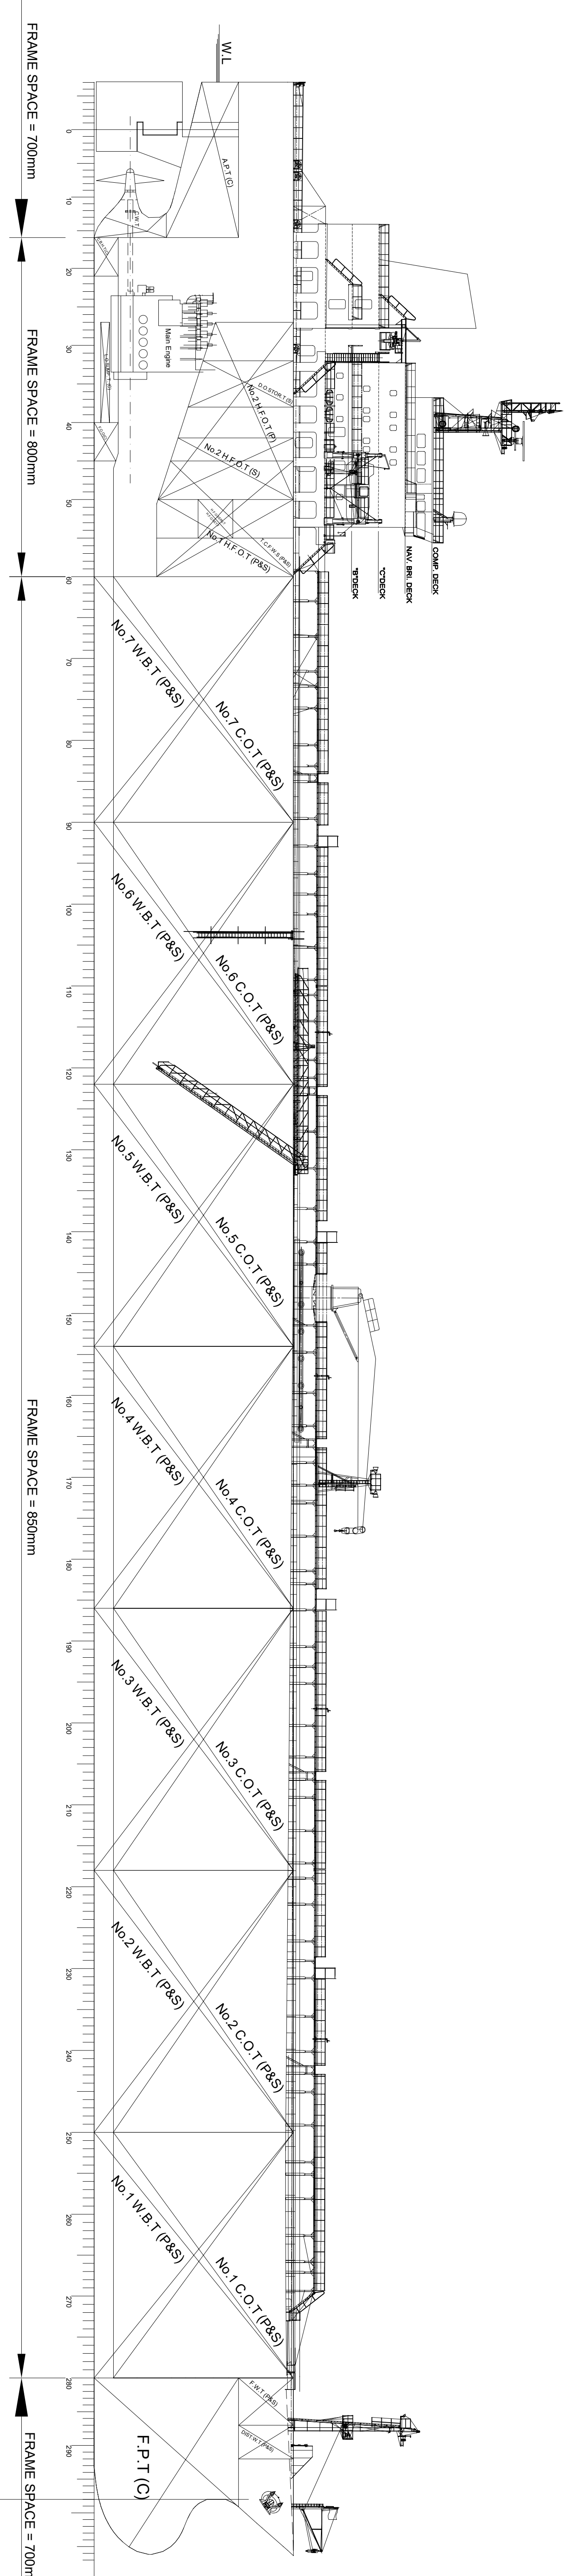 W.L
COMP. DECK
NAV. BRI. DECK
"C"DECK
"B"DECK
A.P.T (C)
Main Engine
D.O.STOR.T (S)
No.2 H.F.O.T (P)
No.2 H.F.O.T (S)
T.C.F.W.S (P&S)
No.1 H.F.O.T (P&S)
No.7 C.O.T (P&S)
No.7 W.B.T (P&S)
No.6 C.O.T (P&S)
No.6 W.B.T (P&S)
No.5 C.O.T (P&S)
No.5 W.B.T (P&S)
No.4 C.O.T (P&S)
No.4 W.B.T (P&S)
No.3 C.O.T (P&S)
No.3 W.B.T (P&S)
No.2 C.O.T (P&S)
No.2 W.B.T (P&S)
No.1 C.O.T (P&S)
No.1 W.B.T (P&S)
F.W.T (P&S)
DIST.W.T (P&S)
F.P.T (C)
0 10 20 30 40 50 60 70 80 90 100 110 120 130 140 150 160 170 180 190 200 210 220 230 240 250 260 270 280 290
FRAME SPACE = 700mm
FRAME SPACE = 800mm
FRAME SPACE = 850mm
FRAME SPACE = 700m